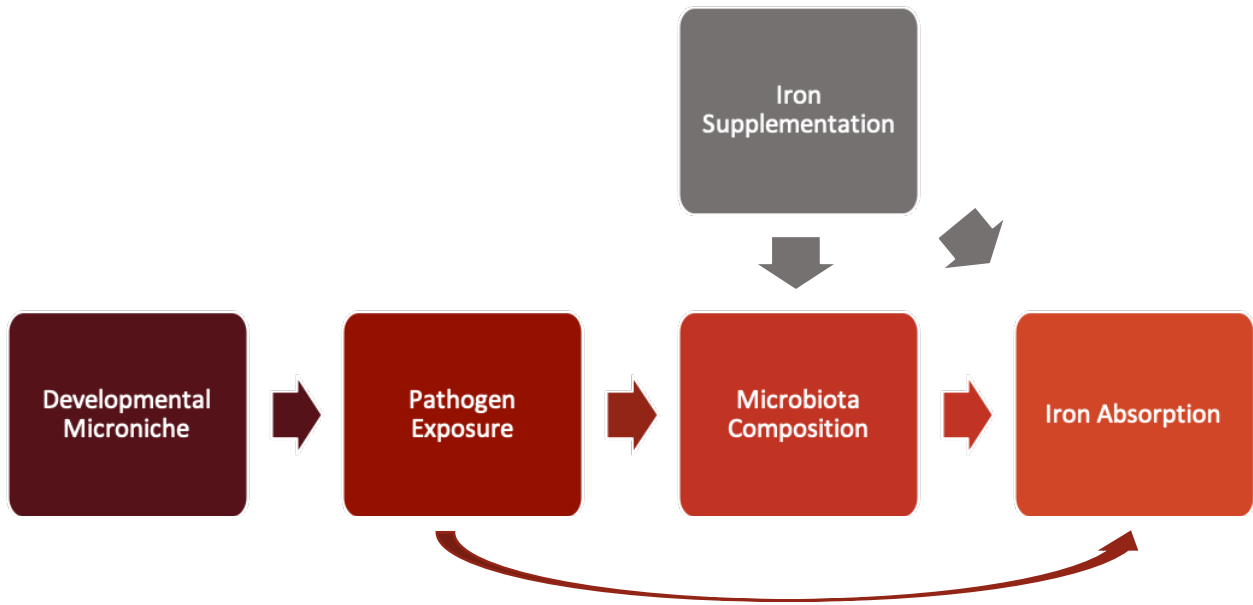 Iron
Supplementation
Developmental
Microniche
Pathogen
Exposure
Microbiota
Composition
Iron Absorption